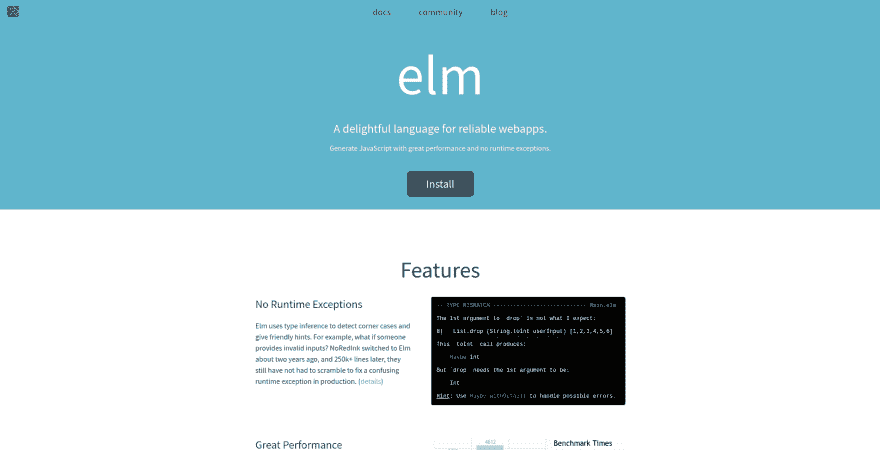 docs community blog
elm
A delightful language for reliable webapps.
Generate JavaScript with great performance and no runtime exceptions.
Install
Features
No Runtime Exceptions
Elm uses type inference to detect corner cases and
give friendly hints. For example, what if someone
provides invalid inputs? NoRedInk switched to Elm
about two years ago, and 250k+ lines later, they
still have not had to scramble to fix a confusing
runtime exception in production. (details)
-- TYPE MISMATCH ---------------------------- Main.elm
The 1st argument to `drop` is not what I expect:
8| List.drop (String.toInt userInput) [1,2,3,4,5,6]
This `toInt` call produces:
Maybe Int
But `drop` needs the 1st argument to be:
Int
Hint: Use Maybe.withDefault to handle possible errors.
Great Performance
4012
Benchmark Times